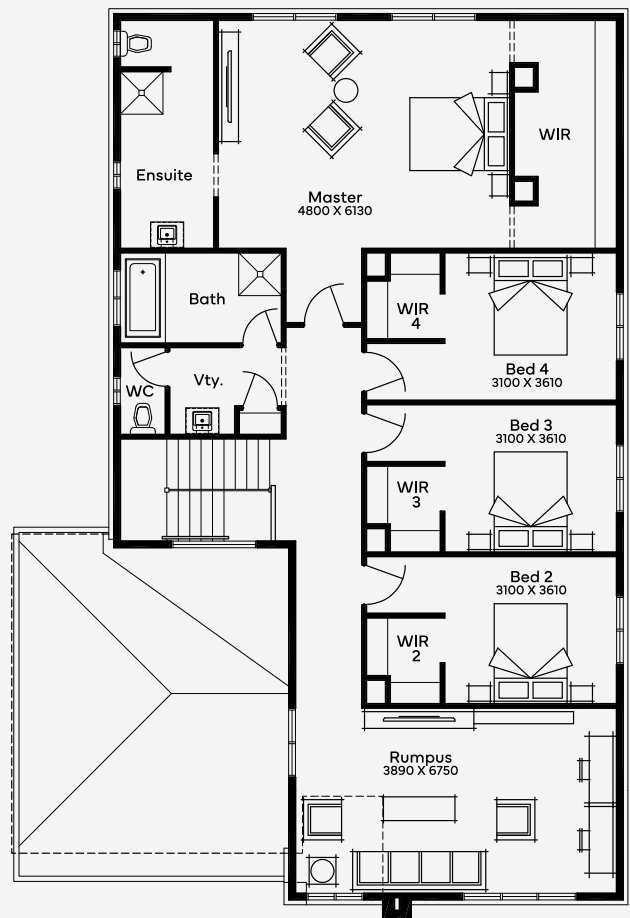 Ensuite
WIR
Master
4800 X 6130
Bath
WIR
4
Bed 4
3100 X 3610
WC
Vty.
Bed 3
3100 X 3610
WIR
3
Bed 2
3100 X 3610
WIR
2
Rumpus
3890 X 6750